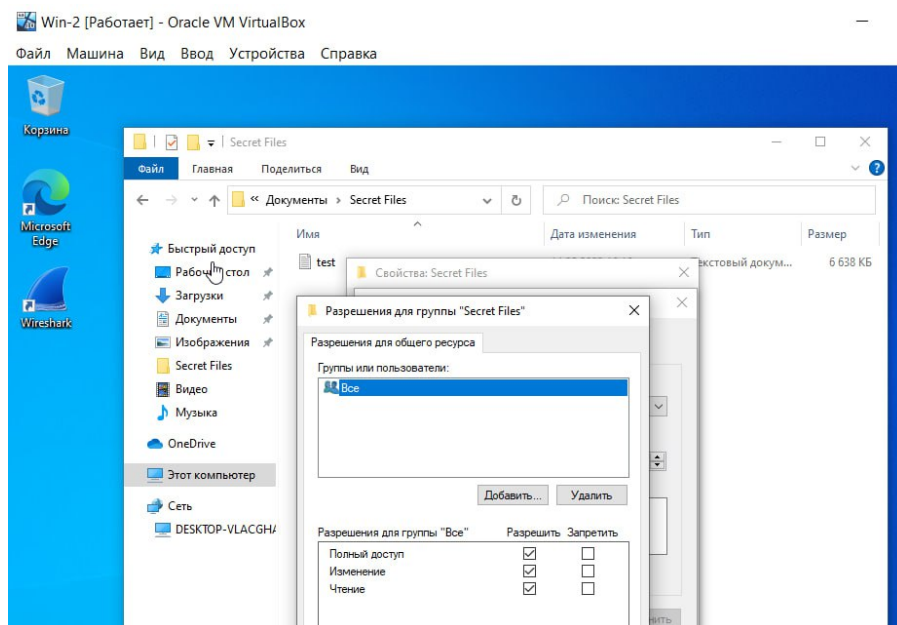 Win-2 [Работает] - Oracle VM VirtualBox
Файл Машина Вид Ввод Устройства Справка
Корзина
Microsoft
Edge
Wireshark
Secret Files
Файл Главная Поделиться Вид
« Документы › Secret Files
Поиск: Secret Files
Имя Дата изменения Тип Размер
Быстрый доступ
Рабочий стол
Загрузки
Документы
Изображения
Secret Files
Видео
Музыка
OneDrive
Этот компьютер
Сеть
DESKTOP-VLACGH
test
Текстовый докум... 6 638 КБ
Свойства: Secret Files
Разрешения для группы "Secret Files"
Разрешения для общего ресурса
Группы или пользователи:
Все
Добавить... Удалить
Разрешения для группы "Все" Разрешить Запретить
Полный доступ
Изменение
Чтение